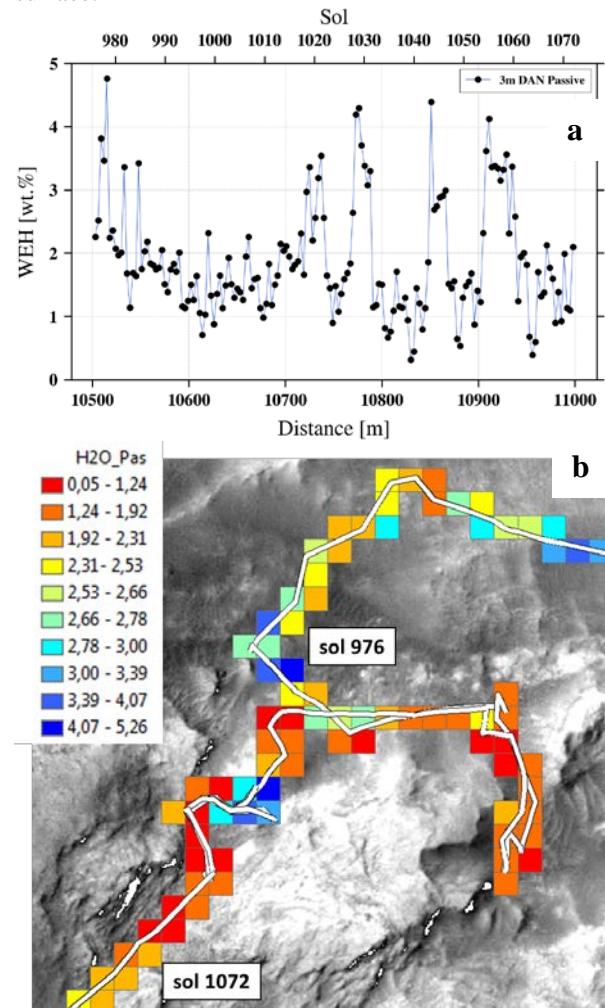 Sol
980 990 1000 1010 1020 1030 1040 1050 1060 1070
5
3m DAN Passive
a
4
3
WEH [wt.%]
2
1
0
10500 10600 10700 10800 10900 11000
Distance [m]
b
H2O_Pas
0,05 - 1,24
1,24 - 1,92
1,92 - 2,31
2,31 - 2,53
2,53 - 2,66
2,66 - 2,78
2,78 - 3,00
3,00 - 3,39
3,39 - 4,07
4,07 - 5,26
sol 976
sol 1072